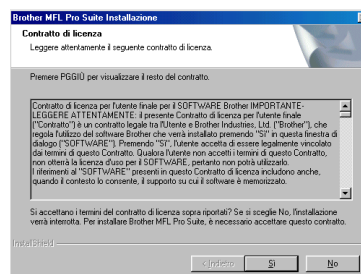 Brother MFL Pro Suite Installazione
Contratto di licenza
Leggere attentamente il seguente contratto di licenza.
Premere PGGIÙ per visualizzare il resto del contratto.
Contratto di licenza per l'utente finale per il SOFTWARE Brother IMPORTANTE-
LEGGERE ATTENTAMENTE: il presente Contratto di licenza per l'utente finale
("Contratto") è un contratto legale tra l'Utente e Brother Industries, Ltd. ("Brother"), che
regola l'utilizzo del software Brother che verrà installato premendo "SI" in questa finestra di
dialogo ("SOFTWARE"). Premendo "SI", l'utente accetta di essere legalmente vincolato
dai termini di questo Contratto. Qualora l'utente non accetti i termini di questo Contratto,
non otterrà la licenza d'uso per il SOFTWARE, pertanto non potrà utilizzarlo.
I riferimenti al "SOFTWARE" presenti in questo Contratto di licenza includono anche,
quando il contesto lo consente, il supporto su cui il software è memorizzato.
Si accettano i termini del contratto di licenza sopra riportati? Se si sceglie No, l'installazione
verrà interrotta. Per installare Brother MFL Pro Suite, è necessario accettare questo contratto.
InstallShield
< Indietro
Sì
No